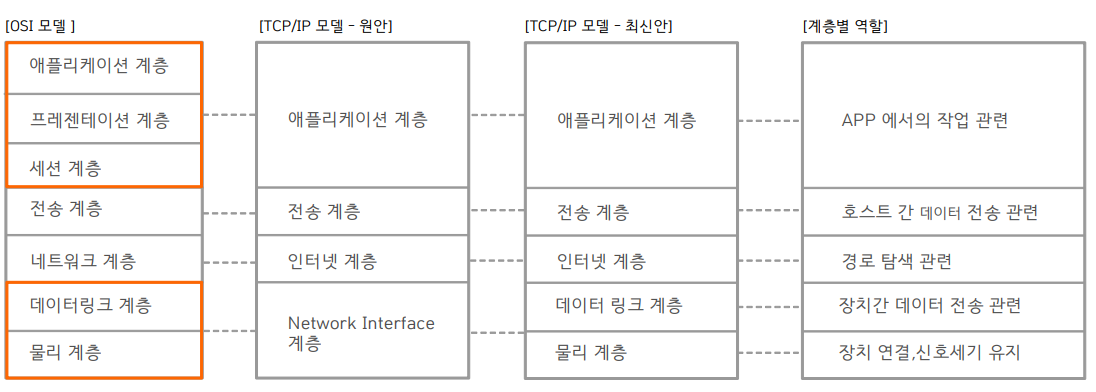 [OSI 모델 ]
애플리케이션 계층
프레젠테이션 계층
세션 계층
전송 계층
네트워크 계층
데이터링크 계층
물리 계층
[TCP/IP 모델 - 원안]
애플리케이션 계층
전송 계층
인터넷 계층
Network Interface
계층
[TCP/IP 모델 - 최신안]
애플리케이션 계층
전송 계층
인터넷 계층
데이터 링크 계층
물리 계층
[계층별 역할]
APP 에서의 작업 관련
호스트 간 데이터 전송 관련
경로 탐색 관련
장치간 데이터 전송 관련
장치 연결,신호세기 유지